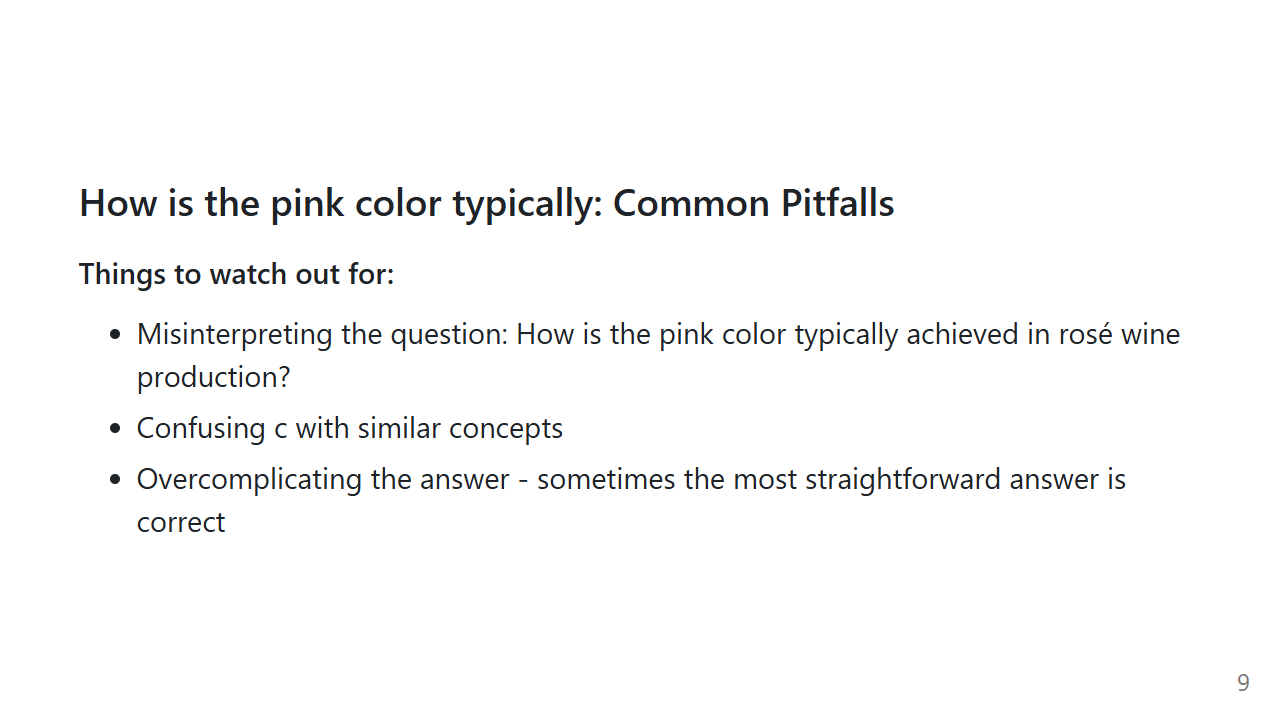 How is the pink color typically: Common Pitfalls
Things to watch out for:
• Misinterpreting the question: How is the pink color typically achieved in rosé wine
production?
• Confusing c with similar concepts
• Overcomplicating the answer - sometimes the most straightforward answer is
correct
9